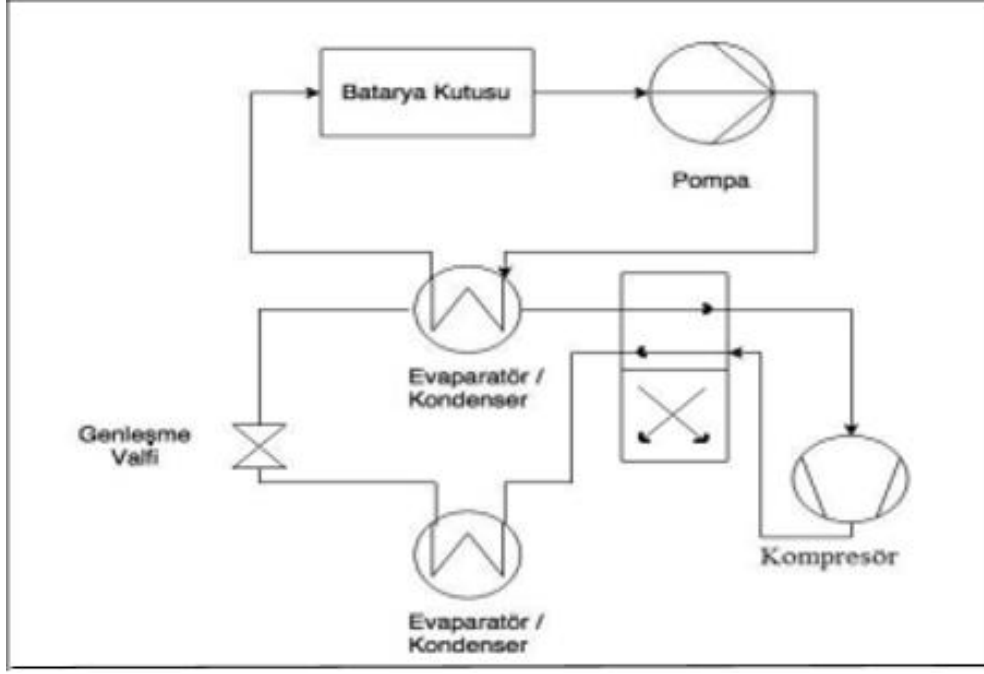 Batarya Kutusu
Pompa
Evaparatör /
Kondenser
Genleşme
Valfi
Kompresör
Evaparatör /
Kondenser